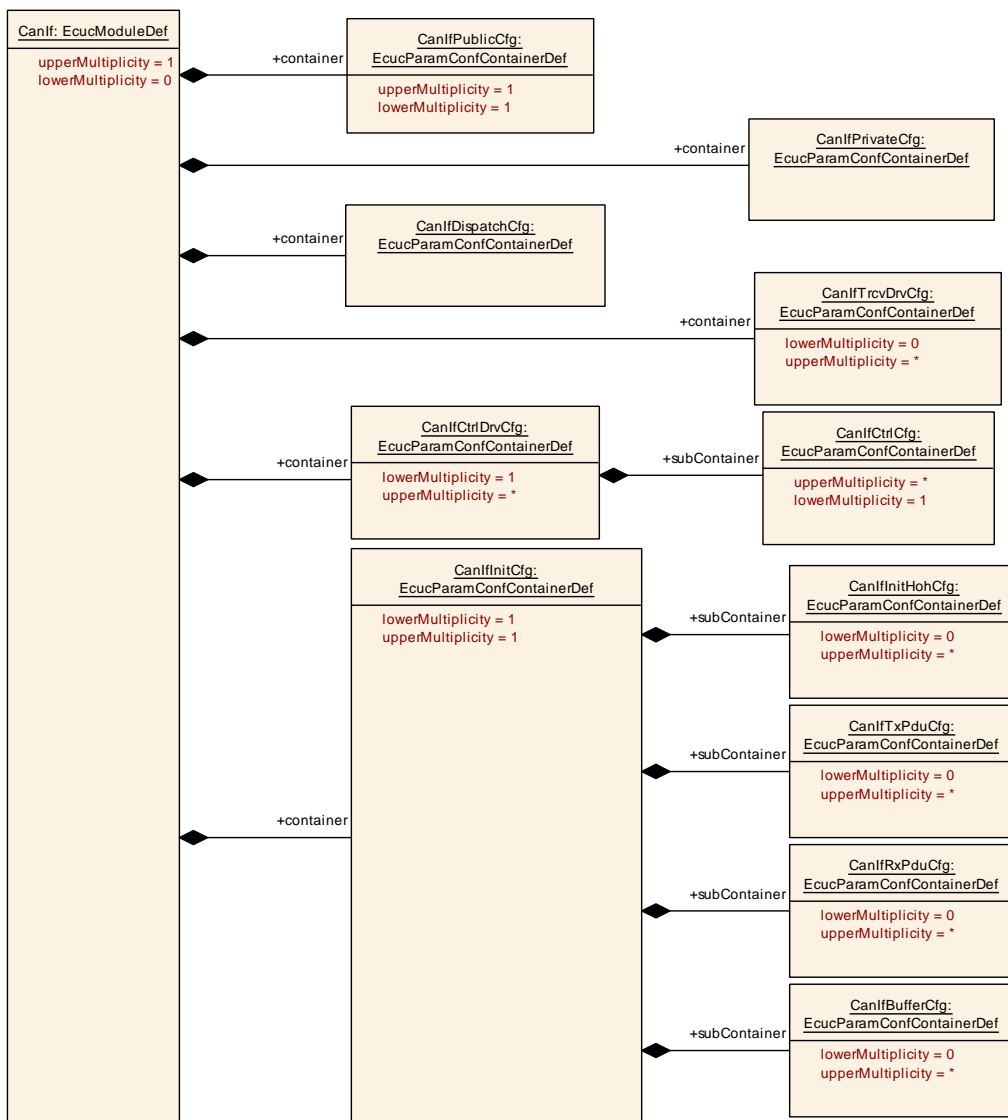 CanIf: EcucModuleDef
upperMultiplicity = 1
lowerMultiplicity = 0
+container
CanIfPublicCfg:
EcucParamConfContainerDef
upperMultiplicity = 1
lowerMultiplicity = 1
+container
CanIfPrivateCfg:
EcucParamConfContainerDef
+container
CanIfDispatchCfg:
EcucParamConfContainerDef
+container
CanIfTrcvDrvCfg:
EcucParamConfContainerDef
lowerMultiplicity = 0
upperMultiplicity = *
+container
CanIfCtrlDrvCfg:
EcucParamConfContainerDef
lowerMultiplicity = 1
upperMultiplicity = *
+subContainer
CanIfCtrlCfg:
EcucParamConfContainerDef
upperMultiplicity = *
lowerMultiplicity = 1
+container
CanIfInitCfg:
EcucParamConfContainerDef
lowerMultiplicity = 1
upperMultiplicity = 1
+subContainer
CanIfInitHohCfg:
EcucParamConfContainerDef
lowerMultiplicity = 0
upperMultiplicity = *
+subContainer
CanIfTxPduCfg:
EcucParamConfContainerDef
lowerMultiplicity = 0
upperMultiplicity = *
+subContainer
CanIfRxPduCfg:
EcucParamConfContainerDef
lowerMultiplicity = 0
upperMultiplicity = *
+subContainer
CanIfBufferCfg:
EcucParamConfContainerDef
lowerMultiplicity = 0
upperMultiplicity = *